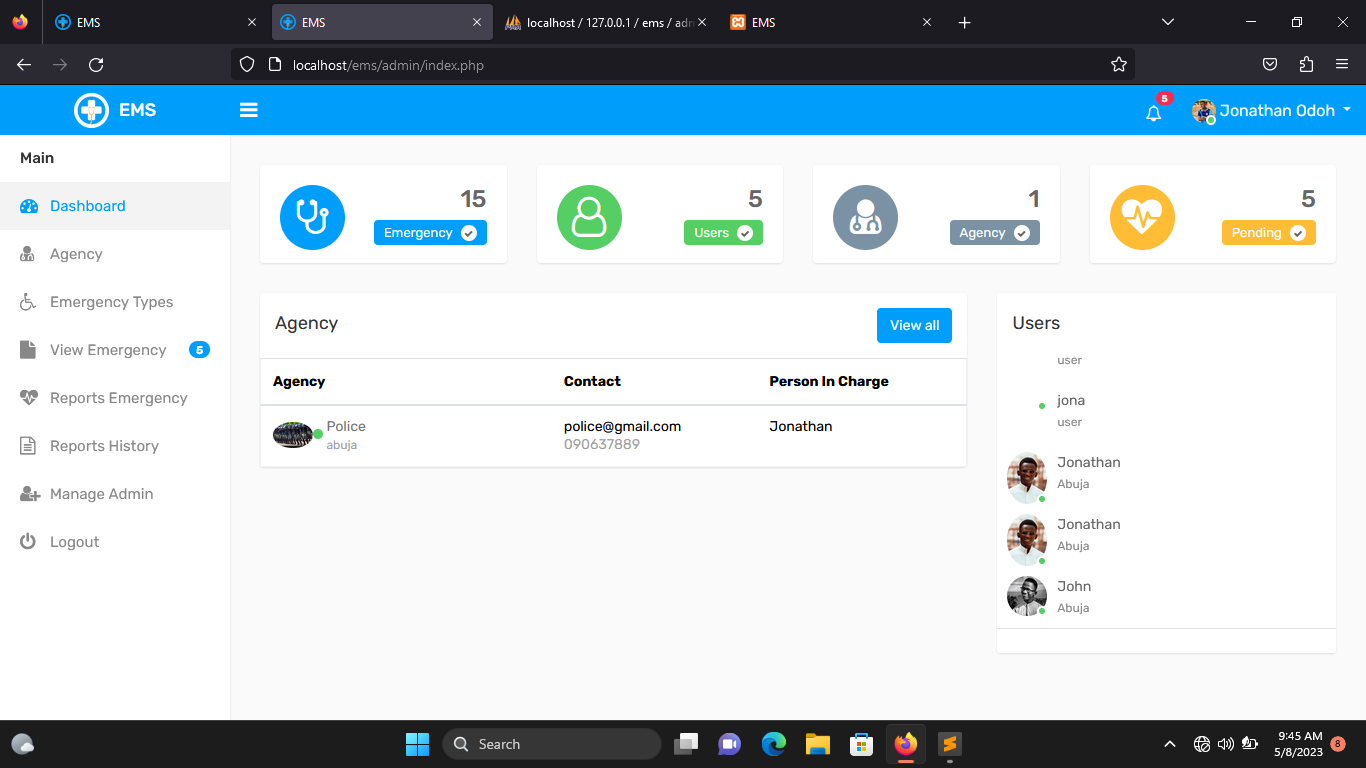 EMS
EMS
localhost / 127.0.0.1 / ems / adm
EMS
localhost/ems/admin/index.php
EMS
5
Jonathan Odoh
Main
Dashboard
Agency
Emergency Types
View Emergency 5
Reports Emergency
Reports History
Manage Admin
Logout
15
Emergency
5
Users
1
Agency
5
Pending
Agency
View all
Agency Contact Person In Charge
Police police@gmail.com Jonathan
abuja 090637889
Users
user
jona
user
Jonathan
Abuja
Jonathan
Abuja
John
Abuja
Search
9:45 AM
5/8/2023
8